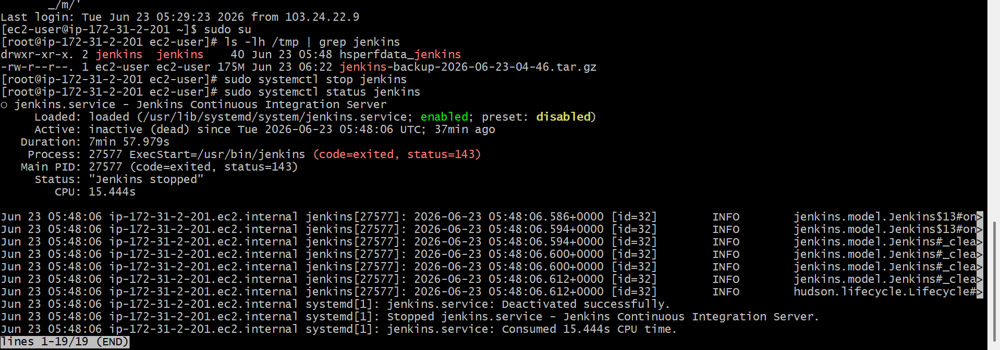 _/m/'
Last login: Tue Jun 23 05:29:23 2026 from 103.24.22.9
[ec2-user@ip-172-31-2-201 ~]$ sudo su
[root@ip-172-31-2-201 ec2-user]# ls -lh /tmp | grep jenkins
drwxr-xr-x. 2 jenkins  jenkins    40 Jun 23 05:48 hsperfdata_jenkins
-rw-r--r--. 1 ec2-user ec2-user 175M Jun 23 06:22 jenkins-backup-2026-06-23-04-46.tar.gz
[root@ip-172-31-2-201 ec2-user]# sudo systemctl stop jenkins
[root@ip-172-31-2-201 ec2-user]# sudo systemctl status jenkins
○ jenkins.service - Jenkins Continuous Integration Server
     Loaded: loaded (/usr/lib/systemd/system/jenkins.service; enabled; preset: disabled)
     Active: inactive (dead) since Tue 2026-06-23 05:48:06 UTC; 37min ago
   Duration: 7min 57.979s
    Process: 27577 ExecStart=/usr/bin/jenkins (code=exited, status=143)
   Main PID: 27577 (code=exited, status=143)
     Status: "Jenkins stopped"
        CPU: 15.444s
Jun 23 05:48:06 ip-172-31-2-201.ec2.internal jenkins[27577]: 2026-06-23 05:48:06.586+0000 [id=32]        INFO        jenkins.model.Jenkins$13#on>
Jun 23 05:48:06 ip-172-31-2-201.ec2.internal jenkins[27577]: 2026-06-23 05:48:06.594+0000 [id=32]        INFO        jenkins.model.Jenkins$13#on>
Jun 23 05:48:06 ip-172-31-2-201.ec2.internal jenkins[27577]: 2026-06-23 05:48:06.594+0000 [id=32]        INFO        jenkins.model.Jenkins#_clea>
Jun 23 05:48:06 ip-172-31-2-201.ec2.internal jenkins[27577]: 2026-06-23 05:48:06.600+0000 [id=32]        INFO        jenkins.model.Jenkins#_clea>
Jun 23 05:48:06 ip-172-31-2-201.ec2.internal jenkins[27577]: 2026-06-23 05:48:06.600+0000 [id=32]        INFO        jenkins.model.Jenkins#_clea>
Jun 23 05:48:06 ip-172-31-2-201.ec2.internal jenkins[27577]: 2026-06-23 05:48:06.612+0000 [id=32]        INFO        jenkins.model.Jenkins#_clea>
Jun 23 05:48:06 ip-172-31-2-201.ec2.internal jenkins[27577]: 2026-06-23 05:48:06.612+0000 [id=32]        INFO        hudson.lifecycle.Lifecycle#>
Jun 23 05:48:06 ip-172-31-2-201.ec2.internal systemd[1]: jenkins.service: Deactivated successfully.
Jun 23 05:48:06 ip-172-31-2-201.ec2.internal systemd[1]: Stopped jenkins.service - Jenkins Continuous Integration Server.
Jun 23 05:48:06 ip-172-31-2-201.ec2.internal systemd[1]: jenkins.service: Consumed 15.444s CPU time.
lines 1-19/19 (END)